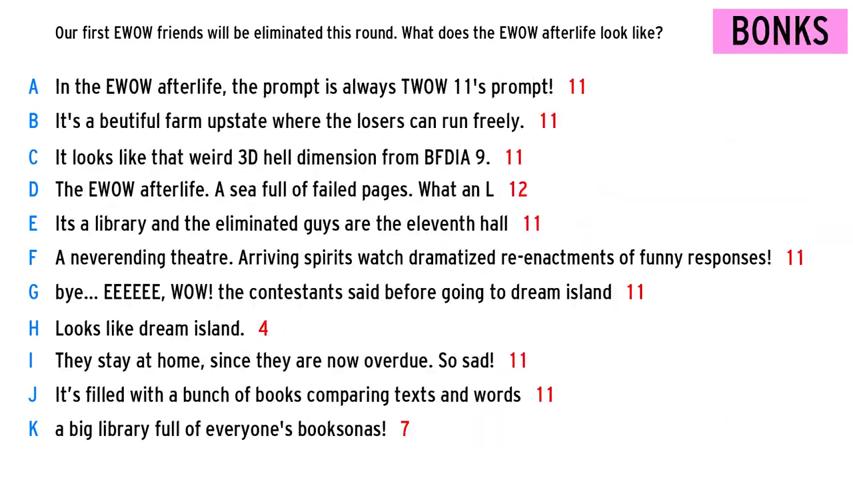 Our first EWOW friends will be eliminated this round. What does the EWOW afterlife look like?
BONKS
A In the EWOW afterlife, the prompt is always TWOW 11's prompt! 11
B It's a beutiful farm upstate where the losers can run freely. 11
C It looks like that weird 3D hell dimension from BFDIA 9. 11
D The EWOW afterlife. A sea full of failed pages. What an L 12
E Its a library and the eliminated guys are the eleventh hall 11
F A neverending theatre. Arriving spirits watch dramatized re-enactments of funny responses! 11
G bye... EEEEEE, WOW! the contestants said before going to dream island 11
H Looks like dream island. 4
I They stay at home, since they are now overdue. So sad! 11
J It’s filled with a bunch of books comparing texts and words 11
K a big library full of everyone's booksonas! 7